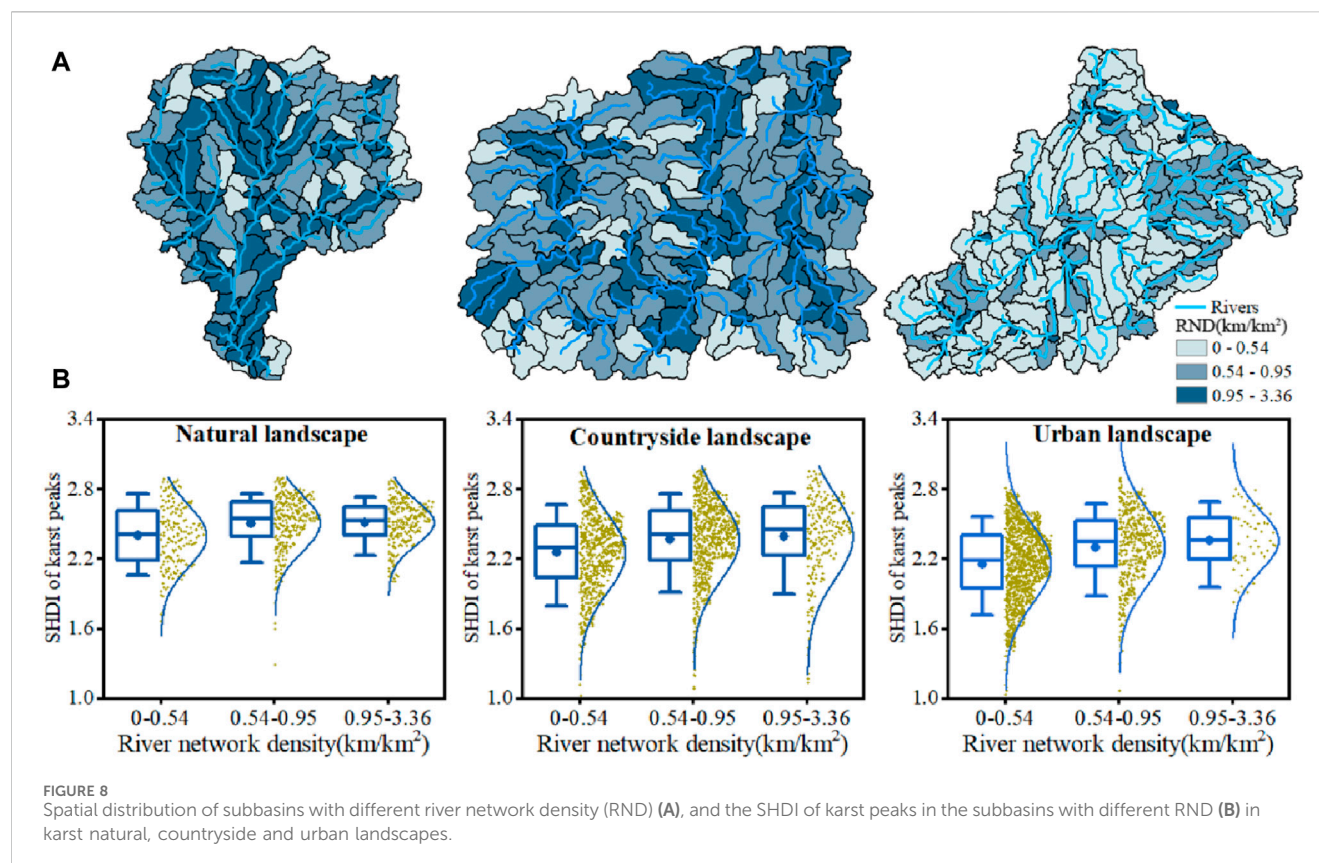 A
Rivers
RND(km/km²)
0 - 0.54
0.54 - 0.95
0.95 - 3.36
B
3.4
2.8
2.2
1.6
1.0
SHDI of karst peaks
Natural landscape
0-0.54 0.54-0.95 0.95-3.36
River network density(km/km²)
3.4
2.8
2.2
1.6
1.0
SHDI of karst peaks
Countryside landscape
0-0.54 0.54-0.95 0.95-3.36
River network density(km/km²)
3.4
2.8
2.2
1.6
1.0
SHDI of karst peaks
Urban landscape
0-0.54 0.54-0.95 0.95-3.36
River network density(km/km²)
FIGURE 8
Spatial distribution of subbasins with different river network density (RND) (A), and the SHDI of karst peaks in the subbasins with different RND (B) in
karst natural, countryside and urban landscapes.